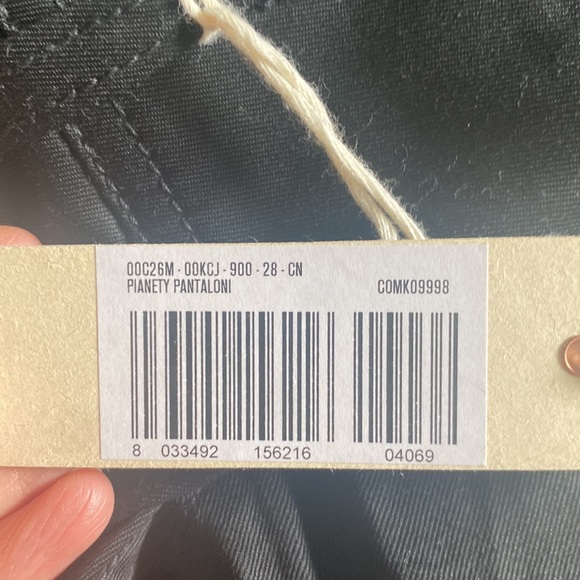 00C26M - 00KCJ - 900 - 28 - CN
PIANETY PANTALONI
COMK09998
8 033492 156216 04069